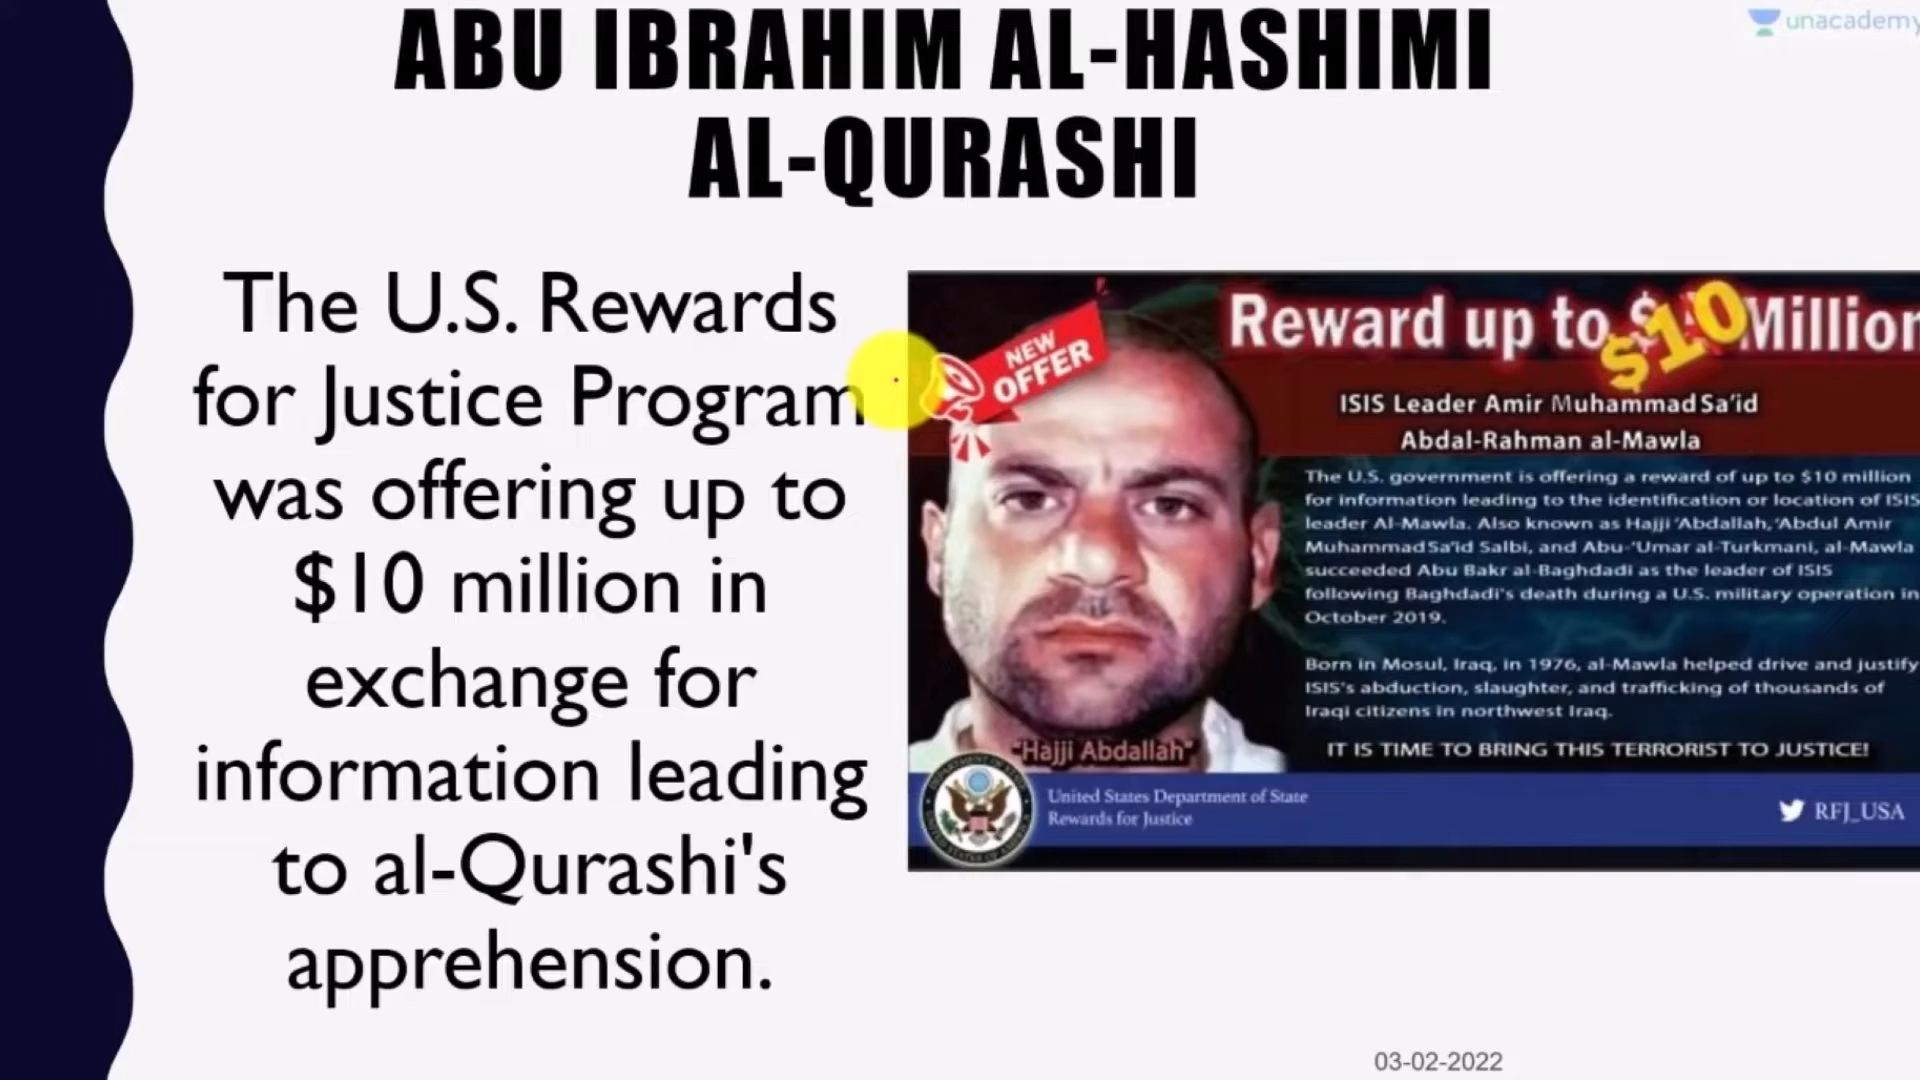 unacademy
ABU IBRAHIM AL-HASHIMI
AL-QURASHI
The U.S. Rewards
for Justice Program
was offering up to
$10 million in
exchange for
information leading
to al-Qurashi's
apprehension.
NEW
OFFER
Reward up to $10 Million
ISIS Leader Amir Muhammad Sa'id
Abdal-Rahman al-Mawla
The U.S. government is offering a reward of up to $10 million
for information leading to the identification or location of ISIS
leader Al-Mawla. Also known as Hajji 'Abdallah, 'Abdul Amir
Muhammad Sa'id Salbi, and Abu-'Umar al-Turkmani, al-Mawla
succeeded Abu Bakr al-Baghdadi as the leader of ISIS
following Baghdadi's death during a U.S. military operation in
October 2019.
Born in Mosul, Iraq, in 1976, al-Mawla helped drive and justify
ISIS's abduction, slaughter, and trafficking of thousands of
Iraqi citizens in northwest Iraq.
IT IS TIME TO BRING THIS TERRORIST TO JUSTICE!
"Hajji Abdallah"
United States Department of State
Rewards for Justice
RFJ_USA
03-02-2022